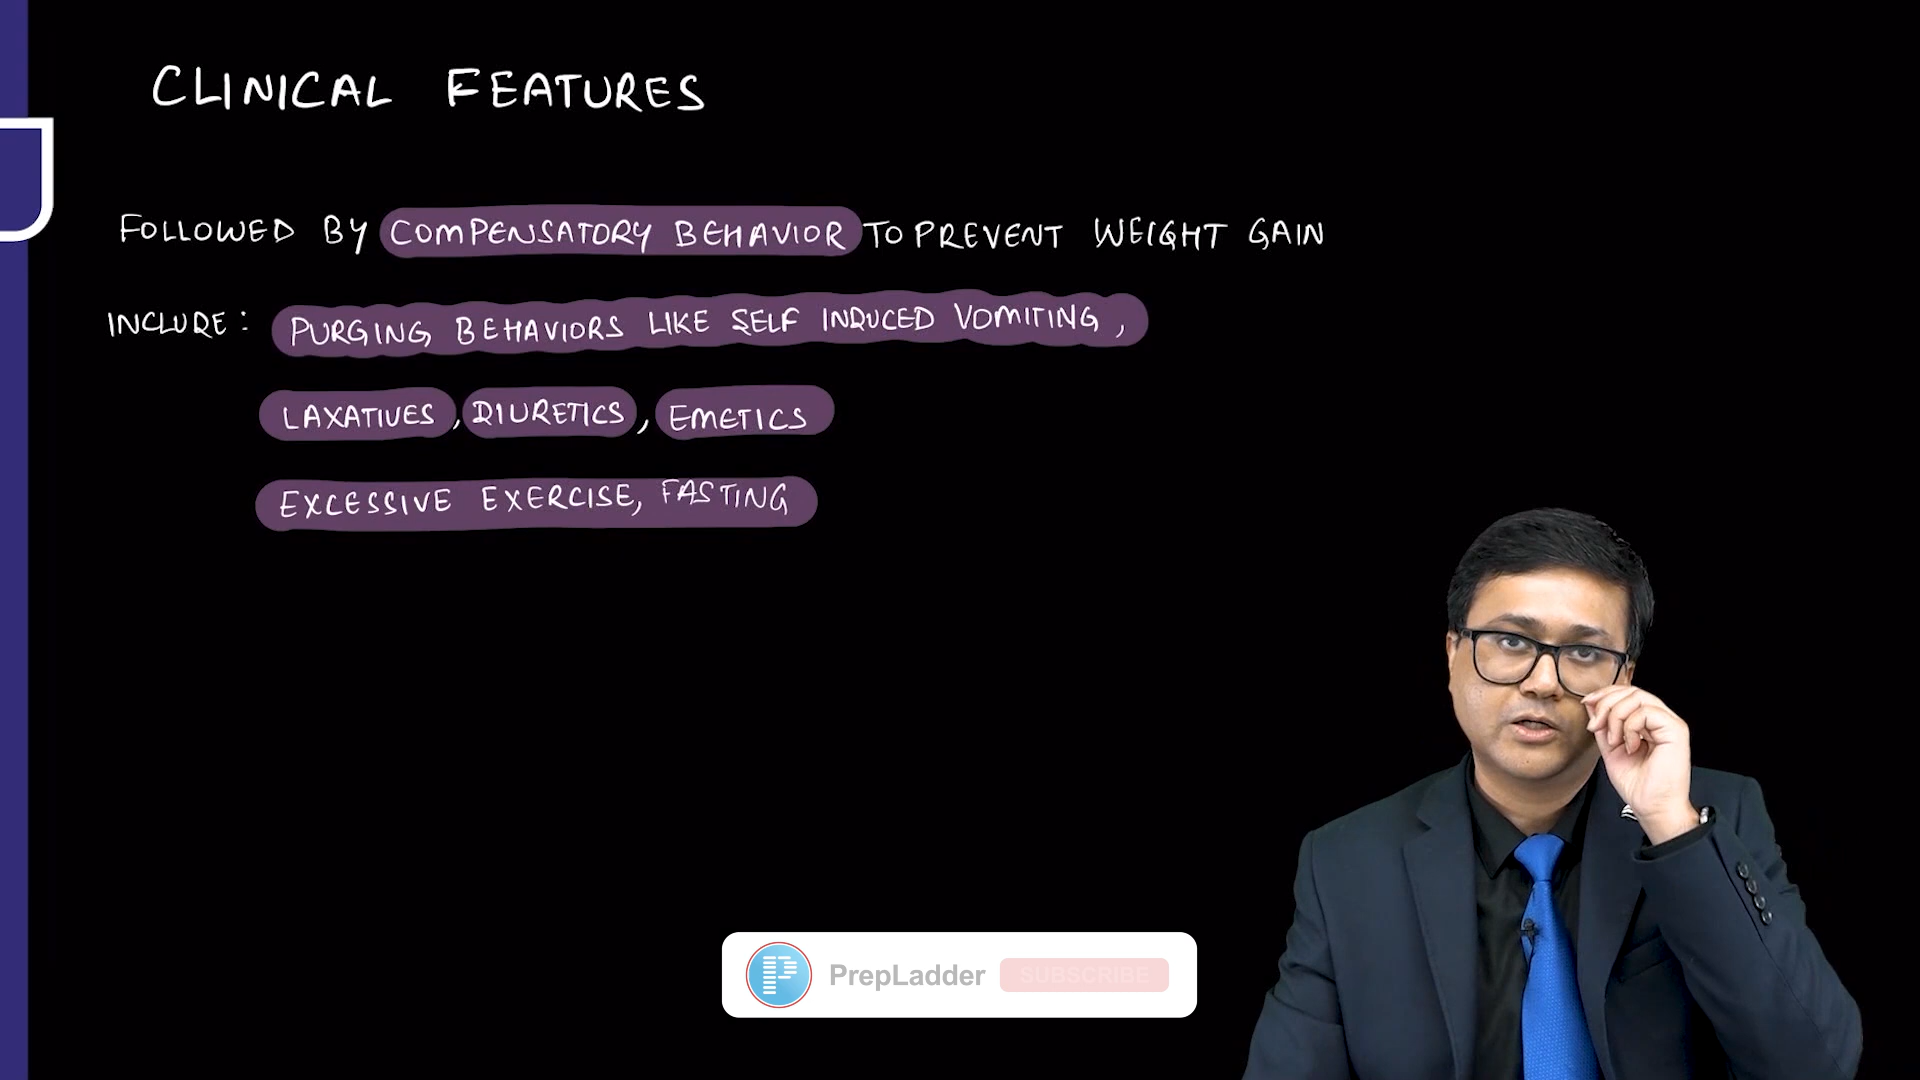 CLINICAL FEATURES
FOLLOWED BY COMPENSATORY BEHAVIOR TO PREVENT WEIGHT GAIN
INCLUDE: PURGING BEHAVIORS LIKE SELF INDUCED VOMITING,
LAXATIVES, DIURETICS, EMETICS
EXCESSIVE EXERCISE, FASTING
PrepLadder SUBSCRIBE